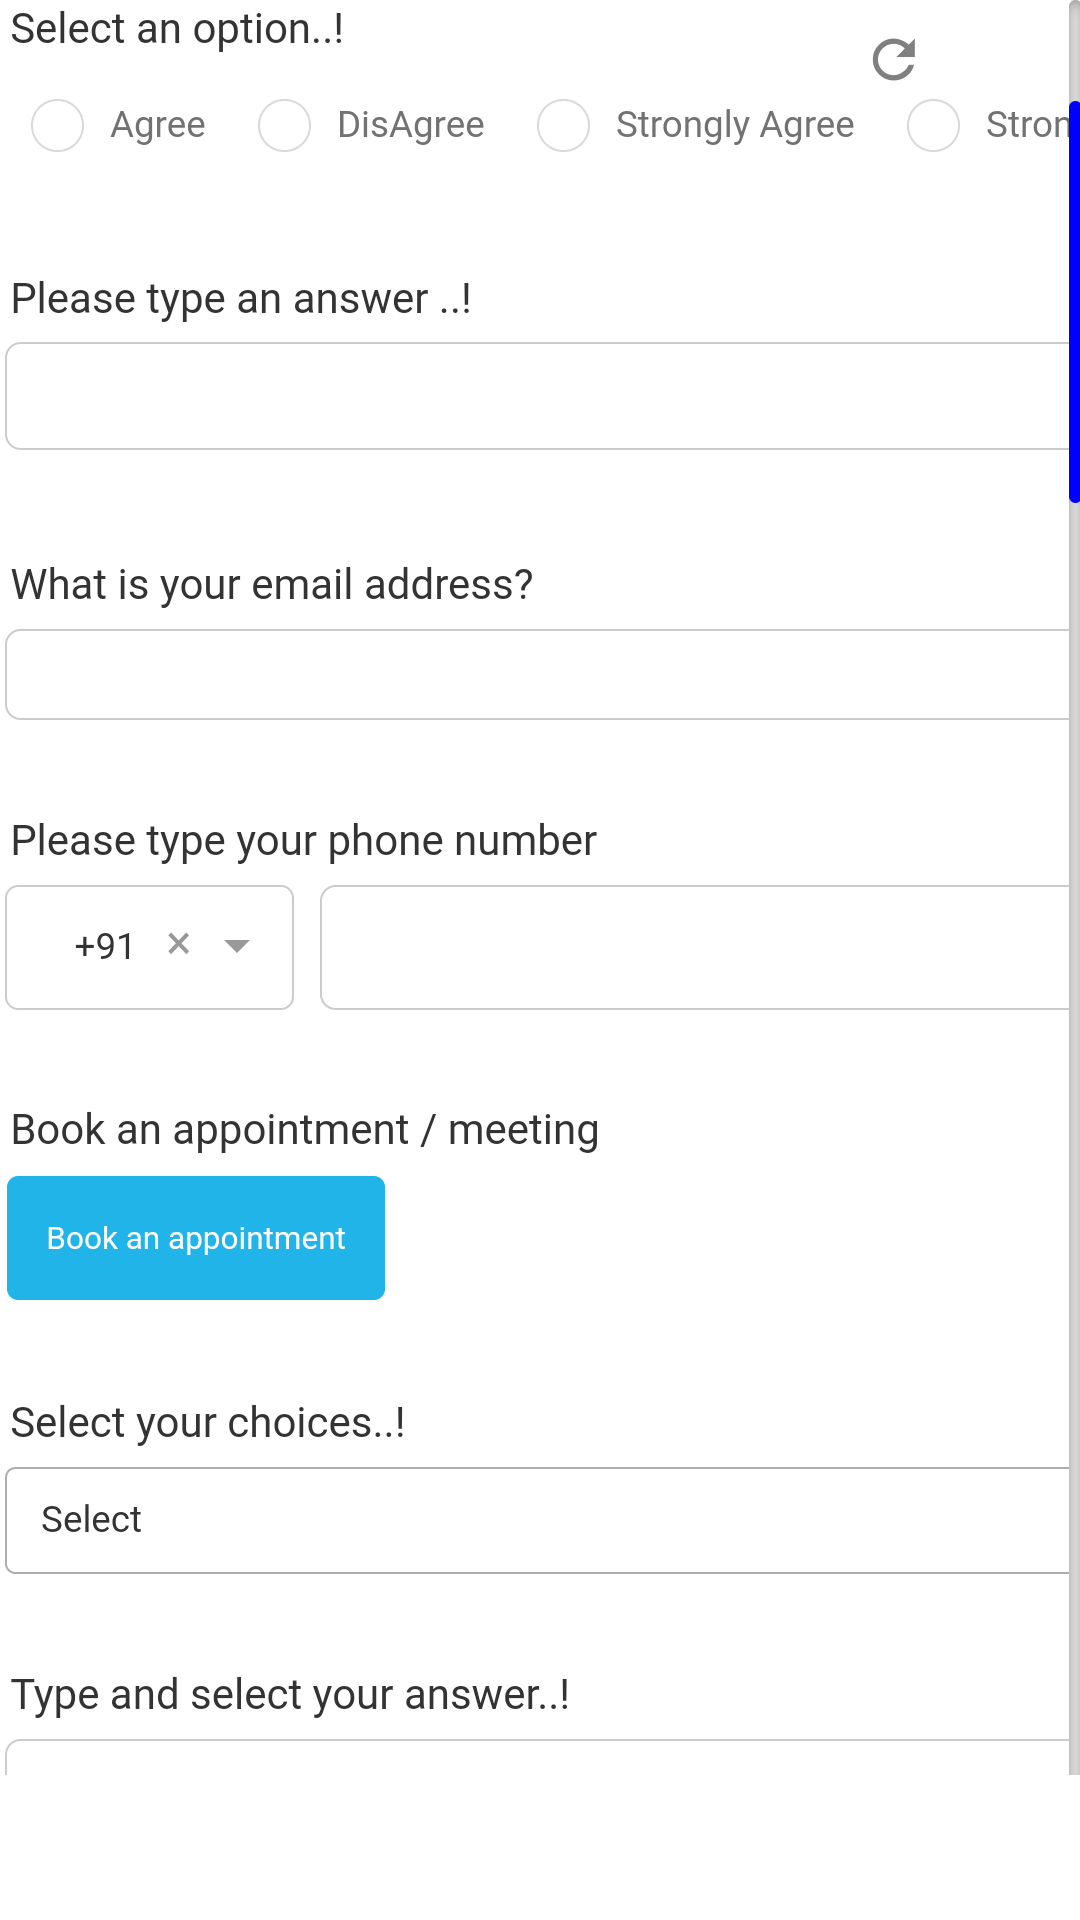 Select an option..!
Agree DisAgree Strongly Agree Stron
Please type an answer ..!
What is your email address?
Please type your phone number
+91
Book an appointment / meeting
Book an appointment
Select your choices..!
Select
Type and select your answer..!